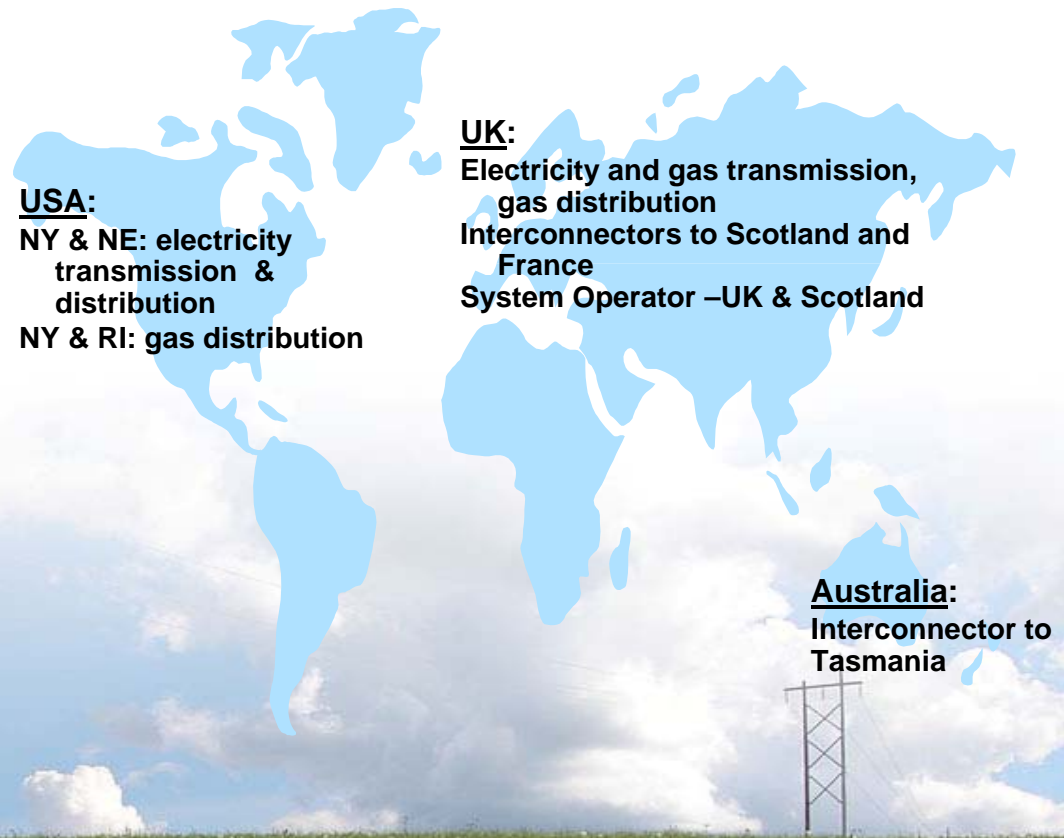 USA:
NY & NE: electricity
transmission &
distribution
NY & RI: gas distribution
UK:
Electricity and gas transmission,
gas distribution
Interconnectors to Scotland and
France
System Operator –UK & Scotland
Australia:
Interconnector to
Tasmania